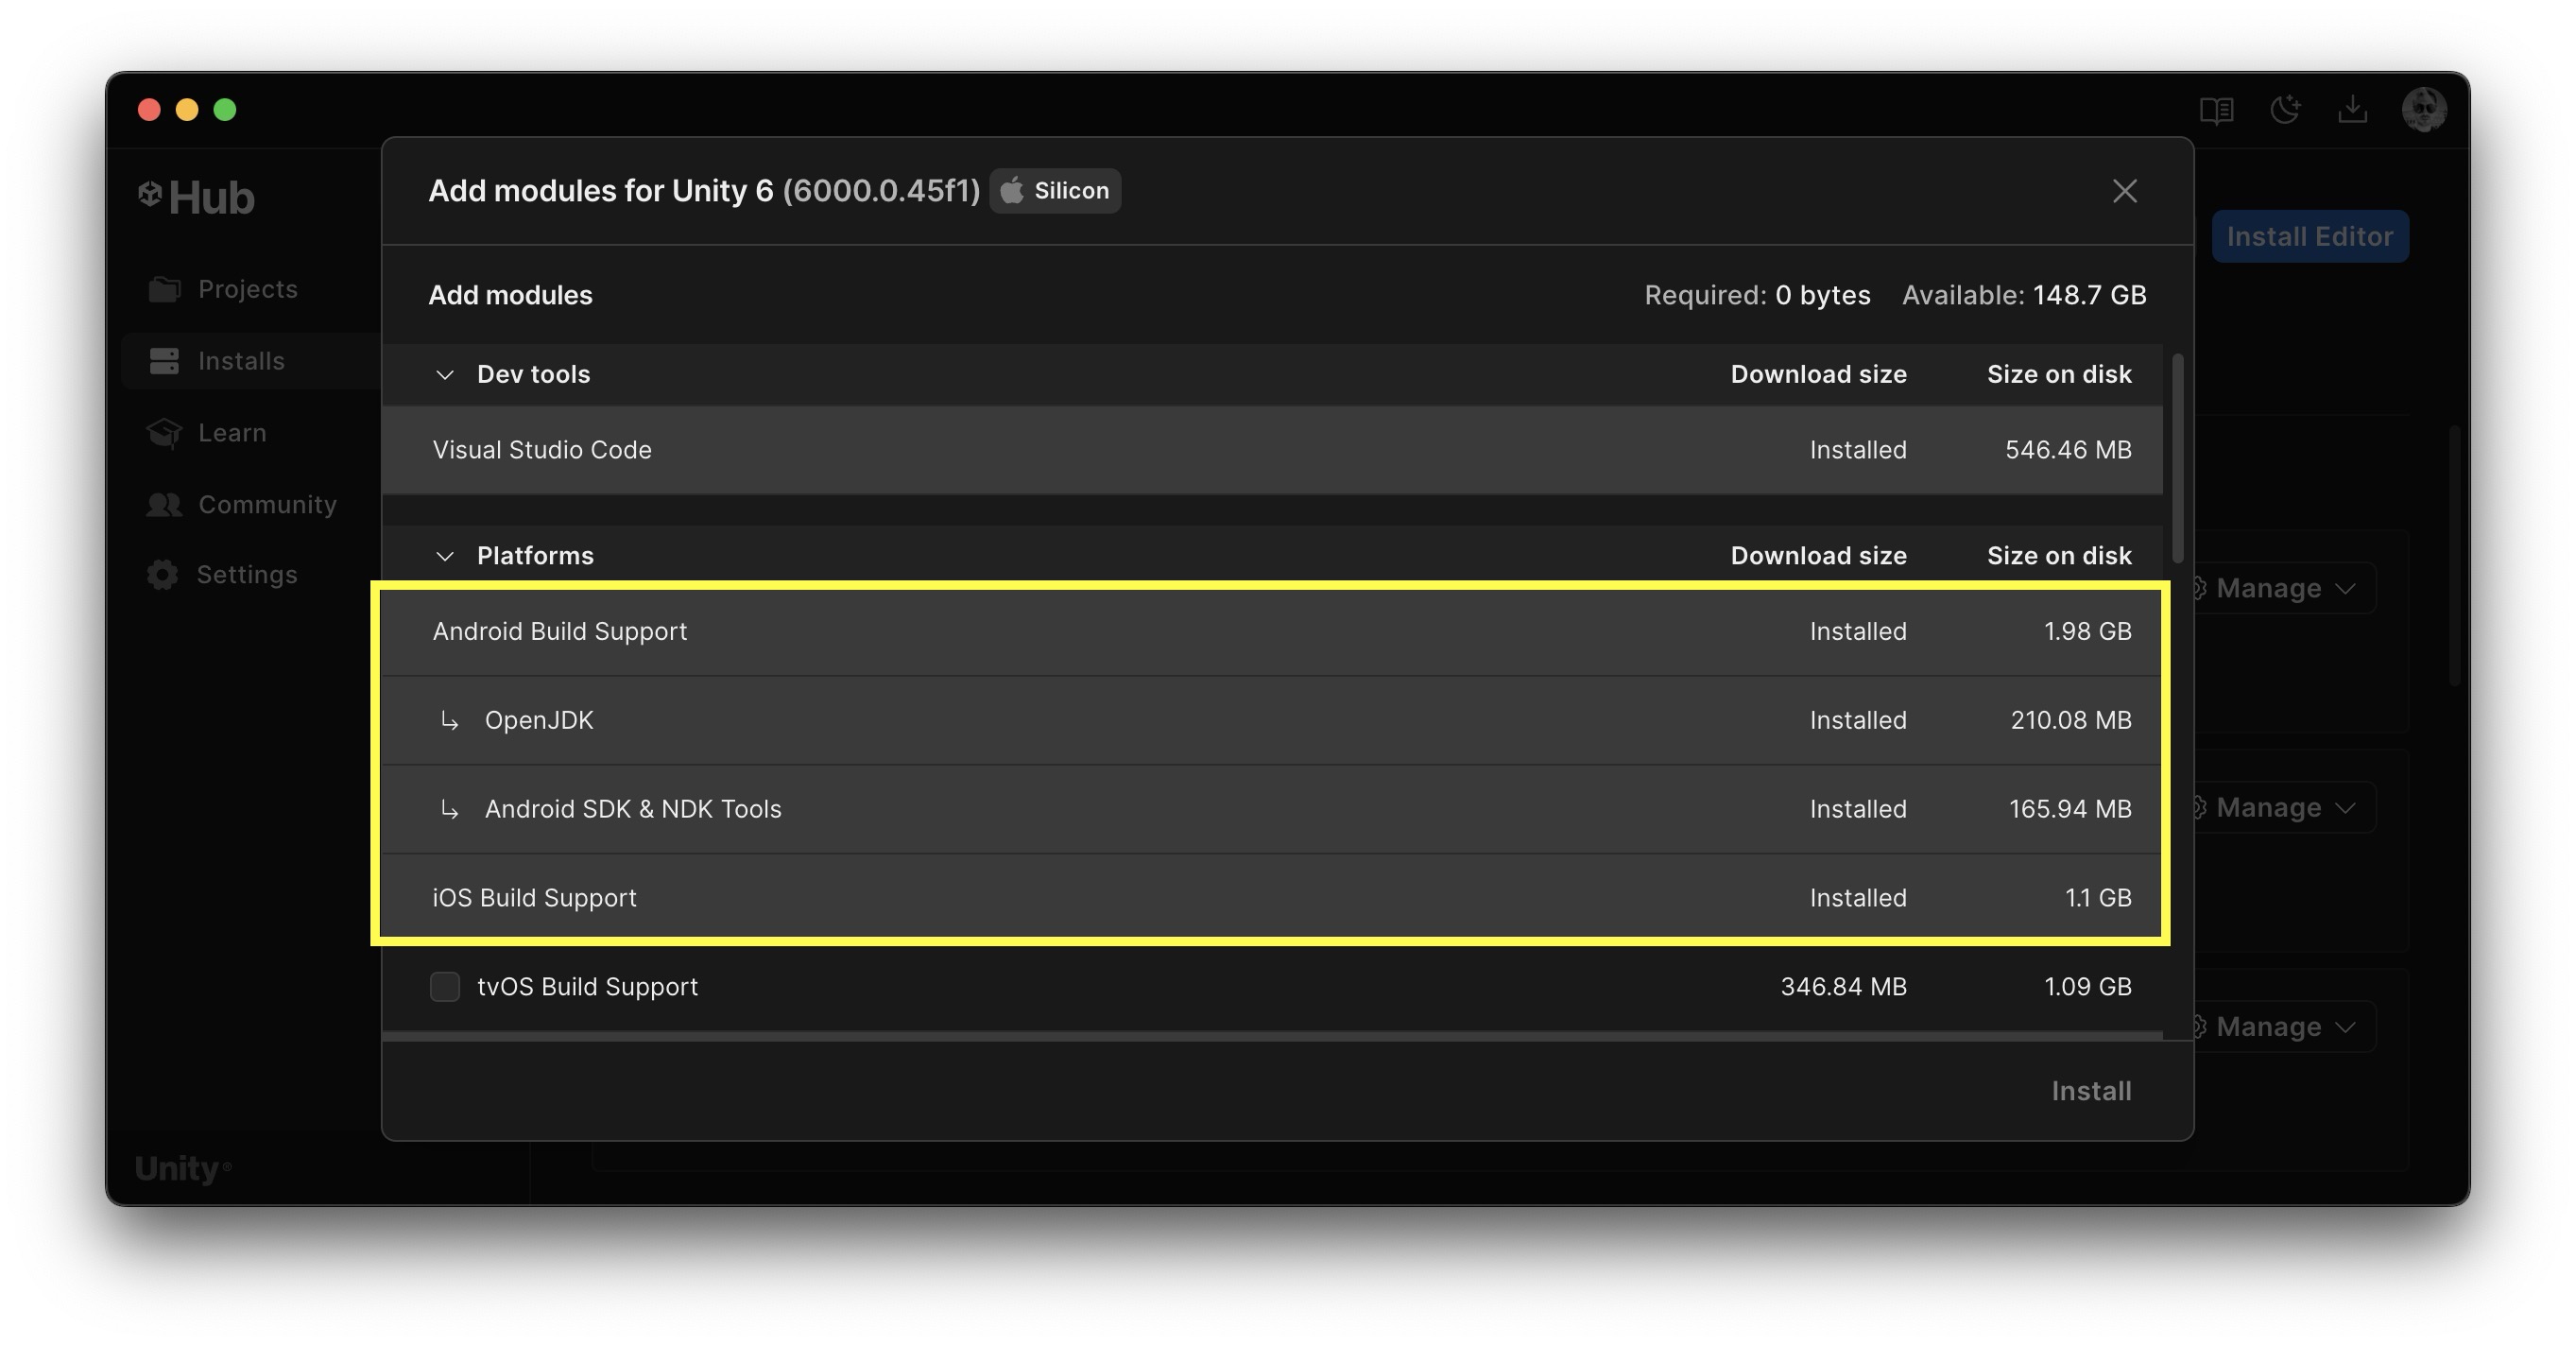 Hub
Projects
Installs
Learn
Community
Settings
Unity®
Install Editor
Manage
Manage
Manage
Add modules for Unity 6 (6000.0.45f1) Silicon
Add modules Required: 0 bytes Available: 148.7 GB
Dev tools Download size Size on disk
Visual Studio Code Installed 546.46 MB
Platforms Download size Size on disk
Android Build Support Installed 1.98 GB
OpenJDK Installed 210.08 MB
Android SDK & NDK Tools Installed 165.94 MB
iOS Build Support Installed 1.1 GB
tvOS Build Support 346.84 MB 1.09 GB
Install